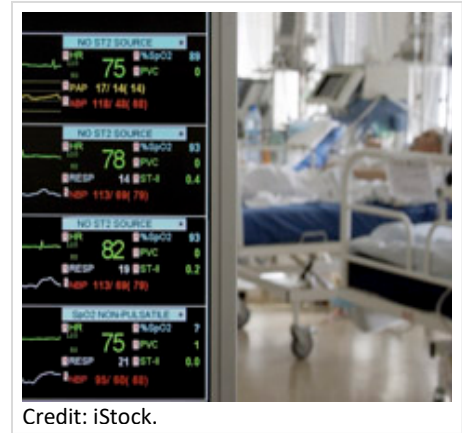 NO ST2 SOURCE
HR %SpO2 89
75 PVC 0
PAP 17/ 14( 14)
NBP 118/ 48( 68)
NO ST2 SOURCE
HR %SpO2 93
78 PVC 0
RESP 14 ST-II 0.4
NBP 113/ 69( 79)
NO ST2 SOURCE
HR %SpO2 93
82 PVC 0
RESP 19 ST-II 0.2
NBP 113/ 69( 79)
SpO2 NON-PULSATILE
HR %SpO2 ?
75 PVC 1
RESP 21 ST-II 0.0
NBP 95/ 60( 68)
Credit: iStock.